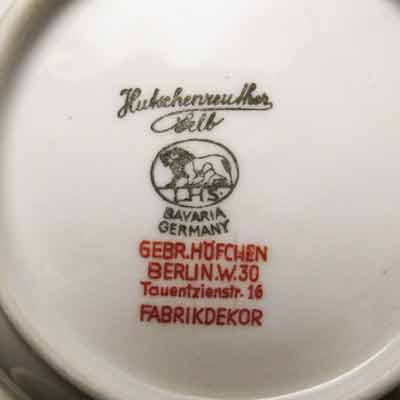 Hutschenreuther
Selb
L.H.S.
BAVARIA
GERMANY
GEBR.HÖFCHEN
BERLIN.W.30
Tauentzienstr. 16
FABRIKDEKOR